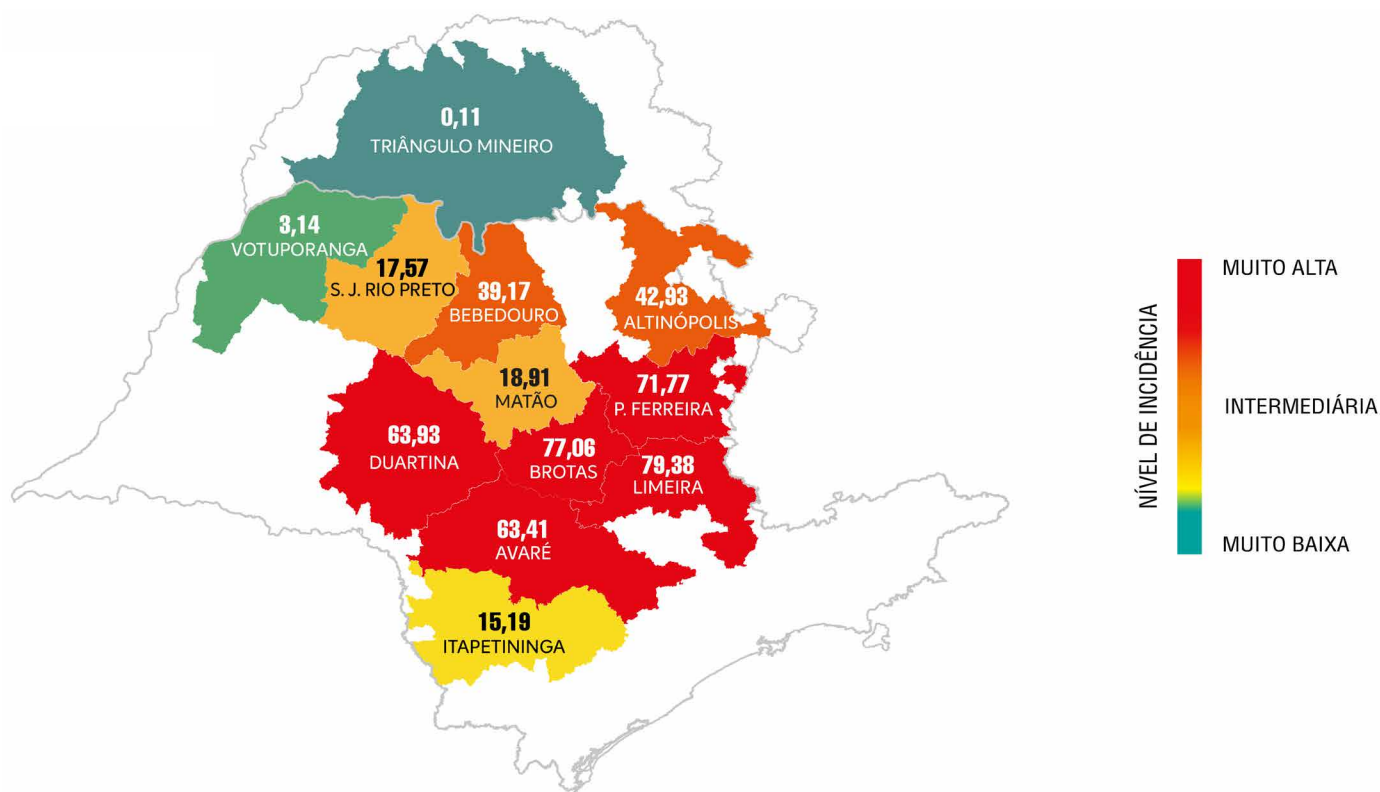 0,11
TRIÂNGULO MINEIRO
3,14
VOTUPORANGA
17,57
S. J. RIO PRETO
39,17
BEBEDOURO
42,93
ALTINÓPOLIS
18,91
MATÃO
71,77
P. FERREIRA
63,93
DUARTINA
77,06
BROTAS
79,38
LIMEIRA
63,41
AVARÉ
15,19
ITAPETININGA
NÍVEL DE INCIDÊNCIA
MUITO ALTA
INTERMEDIÁRIA
MUITO BAIXA